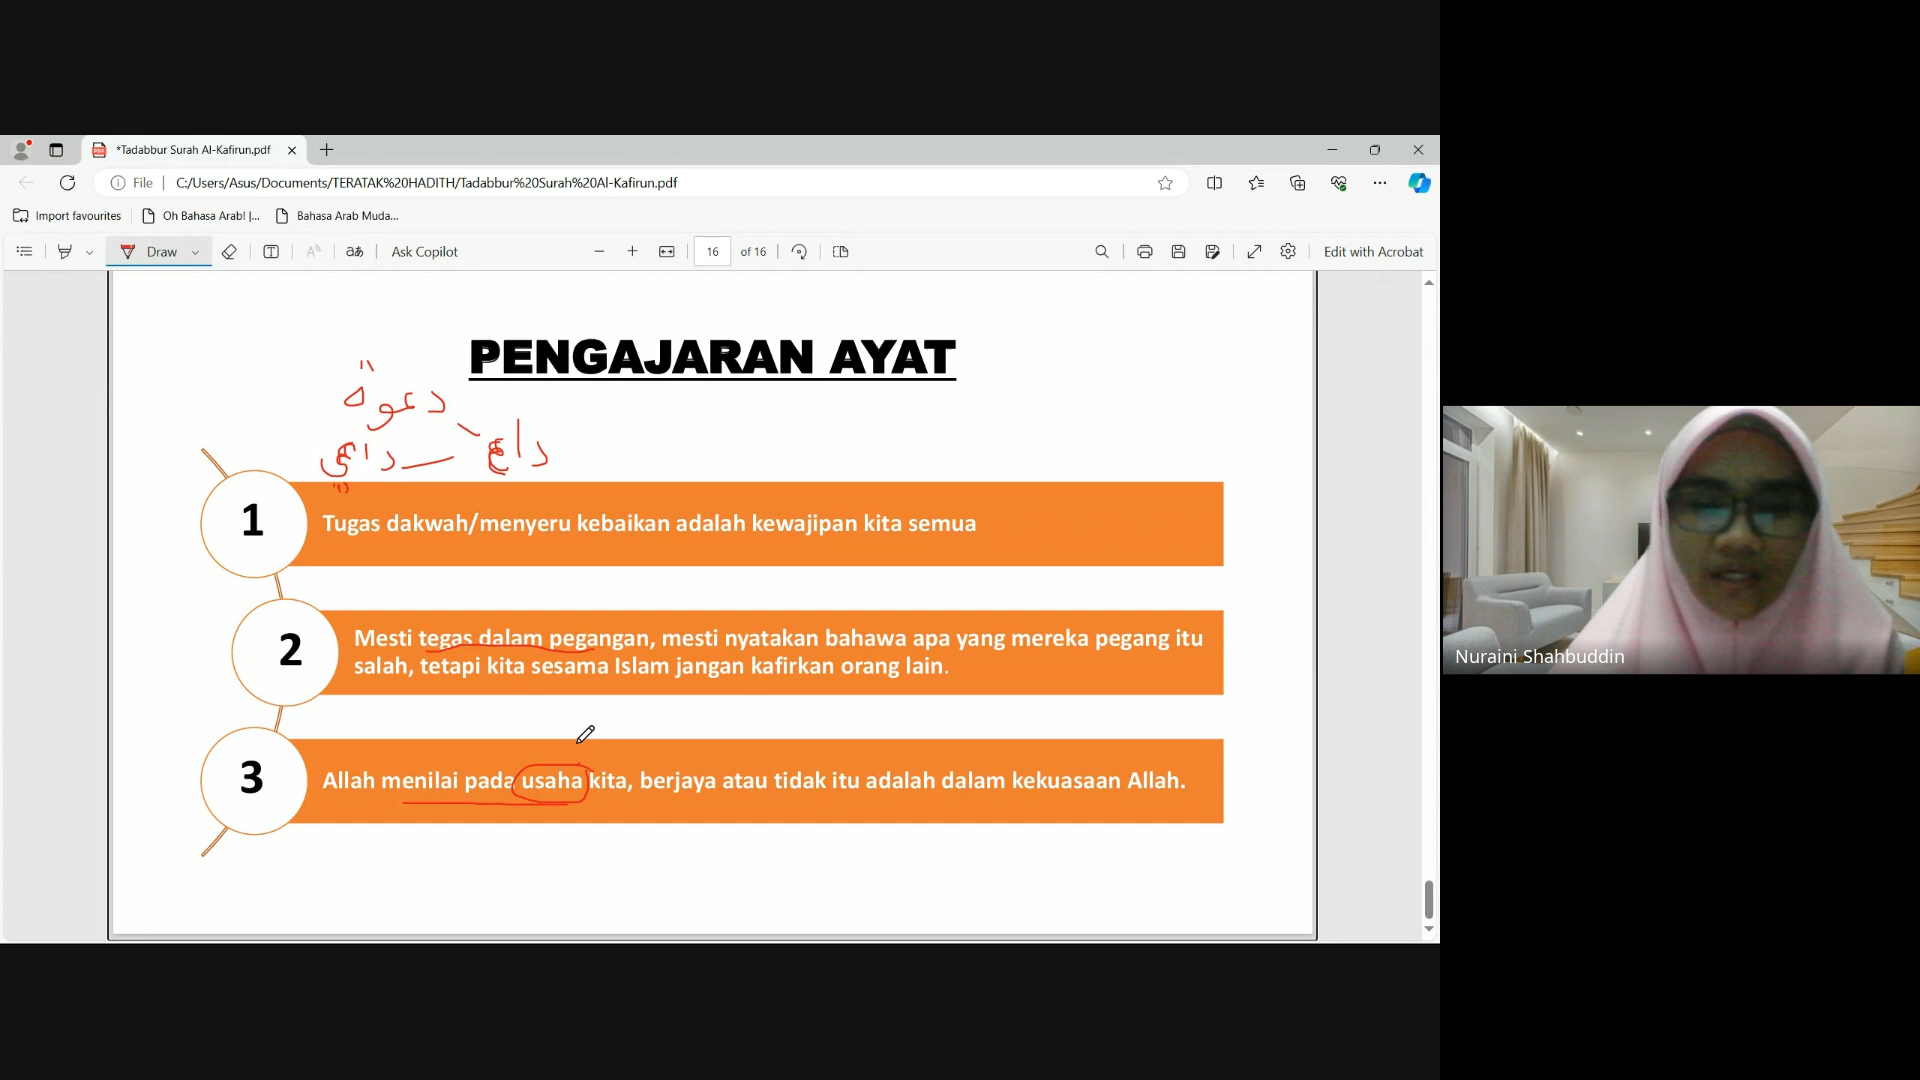 *Tadabbur Surah Al-Kafirun.pdf
File
C:/Users/Asus/Documents/TERATAK%20HADITH/Tadabbur%20Surah%20Al-Kafirun.pdf
Import favourites
Oh Bahasa Arab! |...
Bahasa Arab Muda...
Draw
aあ
Ask Copilot
16
of 16
Edit with Acrobat
PENGAJARAN AYAT
دعوة
داع
داعي
1
Tugas dakwah/menyeru kebaikan adalah kewajipan kita semua
2
Mesti tegas dalam pegangan, mesti nyatakan bahawa apa yang mereka pegang itu
salah, tetapi kita sesama Islam jangan kafirkan orang lain.
3
Allah menilai pada usaha kita, berjaya atau tidak itu adalah dalam kekuasaan Allah.
Nuraini Shahbuddin